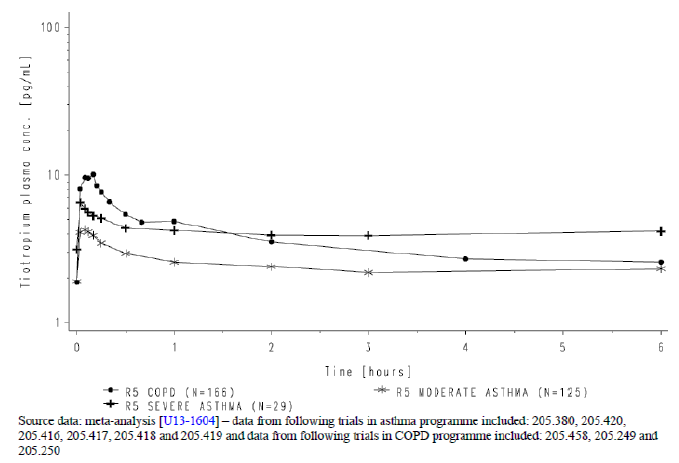 100
10
1
Tiotropium plasma conc. [pg/mL]
0 1 2 3 4 5 6
Time [hours]
R5 COPD (N=166) R5 MODERATE ASTHMA (N=125)
R5 SEVERE ASTHMA (N=29)
Source data: meta-analysis [U13-1604] – data from following trials in asthma programme included: 205.380, 205.420,
205.416, 205.417, 205.418 and 205.419 and data from following trials in COPD programme included: 205.458, 205.249 and
205.250